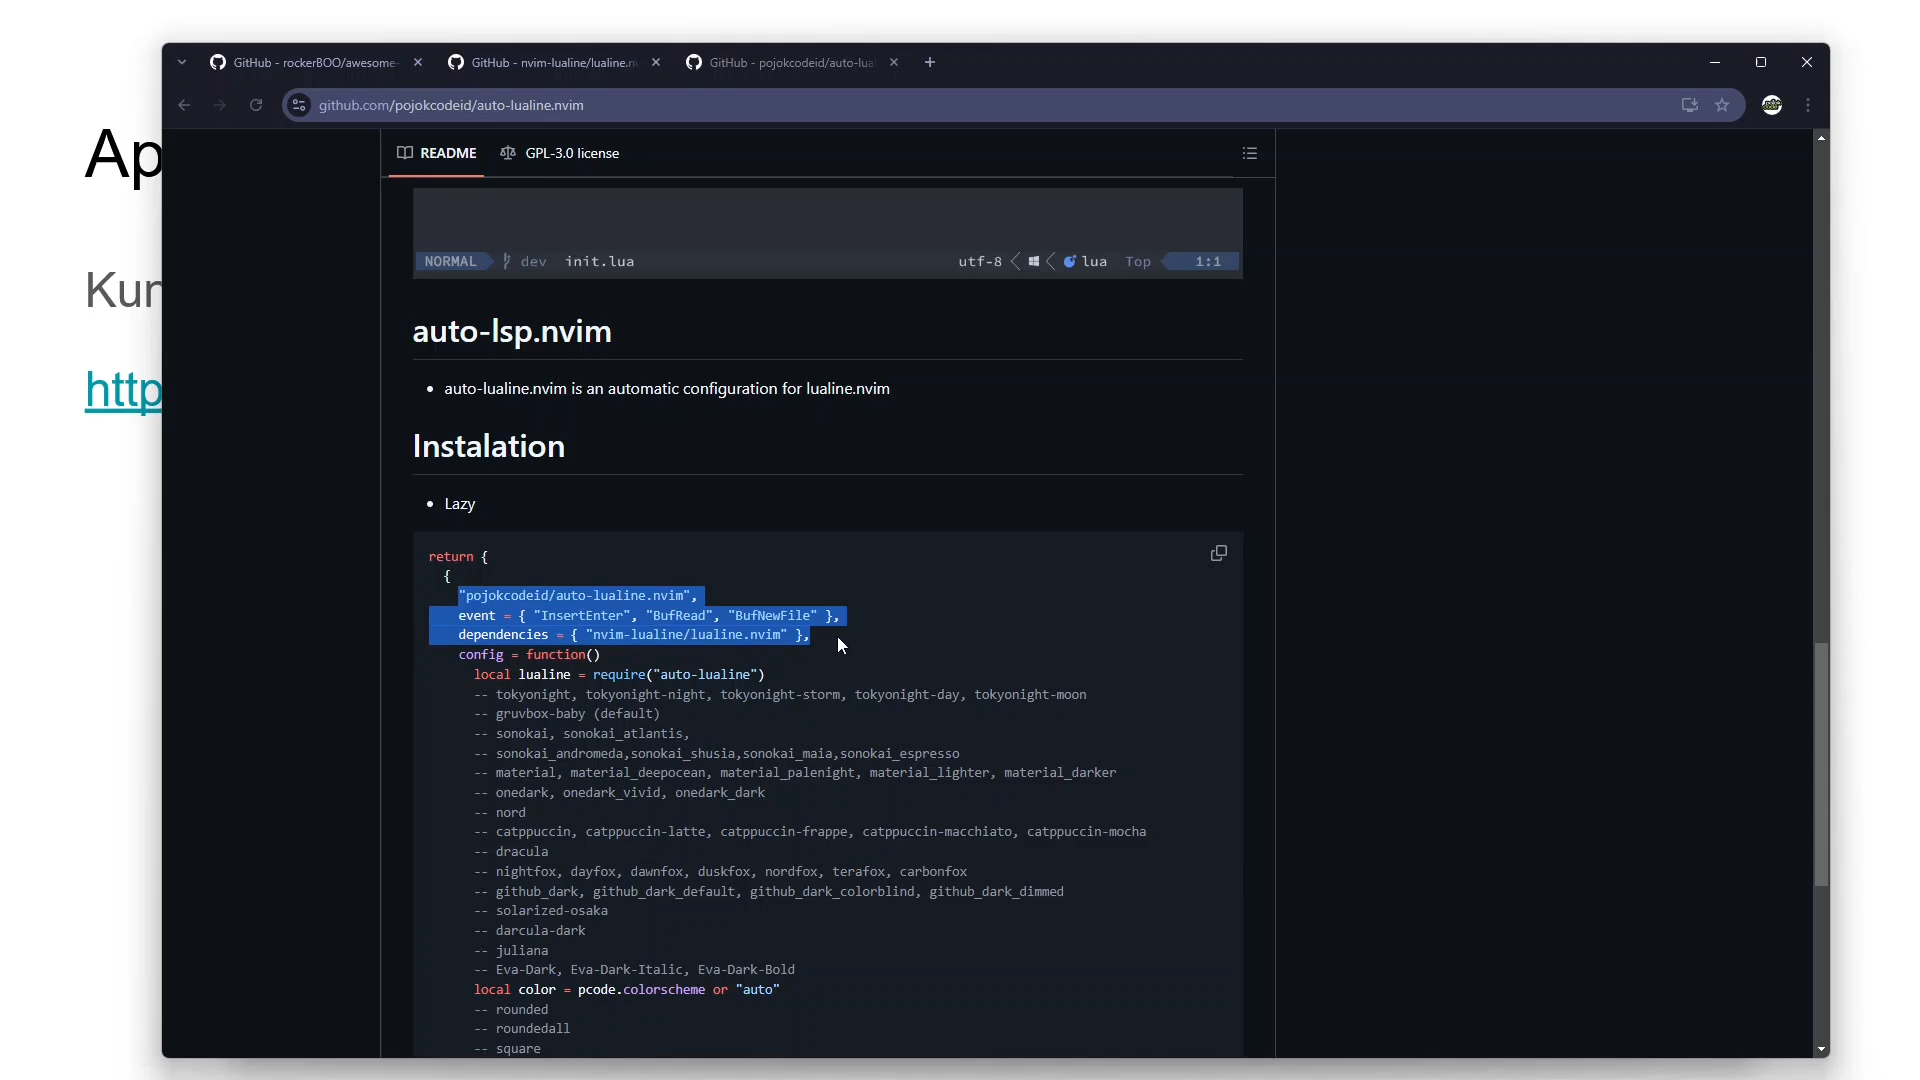 GitHub - rockerBOO/awesome-
GitHub - nvim-lualine/lualine.n
GitHub - pojokcodeid/auto-lua
github.com/pojokcodeid/auto-lualine.nvim
Ap
Kun
http
README
GPL-3.0 license
NORMAL dev init.lua utf-8 lua Top 1:1
auto-lsp.nvim
auto-lualine.nvim is an automatic configuration for lualine.nvim
Instalation
Lazy
return {
{
"pojokcodeid/auto-lualine.nvim",
event = { "InsertEnter", "BufRead", "BufNewFile" },
dependencies = { "nvim-lualine/lualine.nvim" },
config = function()
local lualine = require("auto-lualine")
-- tokyonight, tokyonight-night, tokyonight-storm, tokyonight-day, tokyonight-moon
-- gruvbox-baby (default)
-- sonokai, sonokai_atlantis,
-- sonokai_andromeda,sonokai_shusia,sonokai_maia,sonokai_espresso
-- material, material_deepocean, material_palenight, material_lighter, material_darker
-- onedark, onedark_vivid, onedark_dark
-- nord
-- catppuccin, catppuccin-latte, catppuccin-frappe, catppuccin-macchiato, catppuccin-mocha
-- dracula
-- nightfox, dayfox, dawnfox, duskfox, nordfox, terafox, carbonfox
-- github_dark, github_dark_default, github_dark_colorblind, github_dark_dimmed
-- solarized-osaka
-- darcula-dark
-- juliana
-- Eva-Dark, Eva-Dark-Italic, Eva-Dark-Bold
local color = pcode.colorscheme or "auto"
-- rounded
-- roundedall
-- square